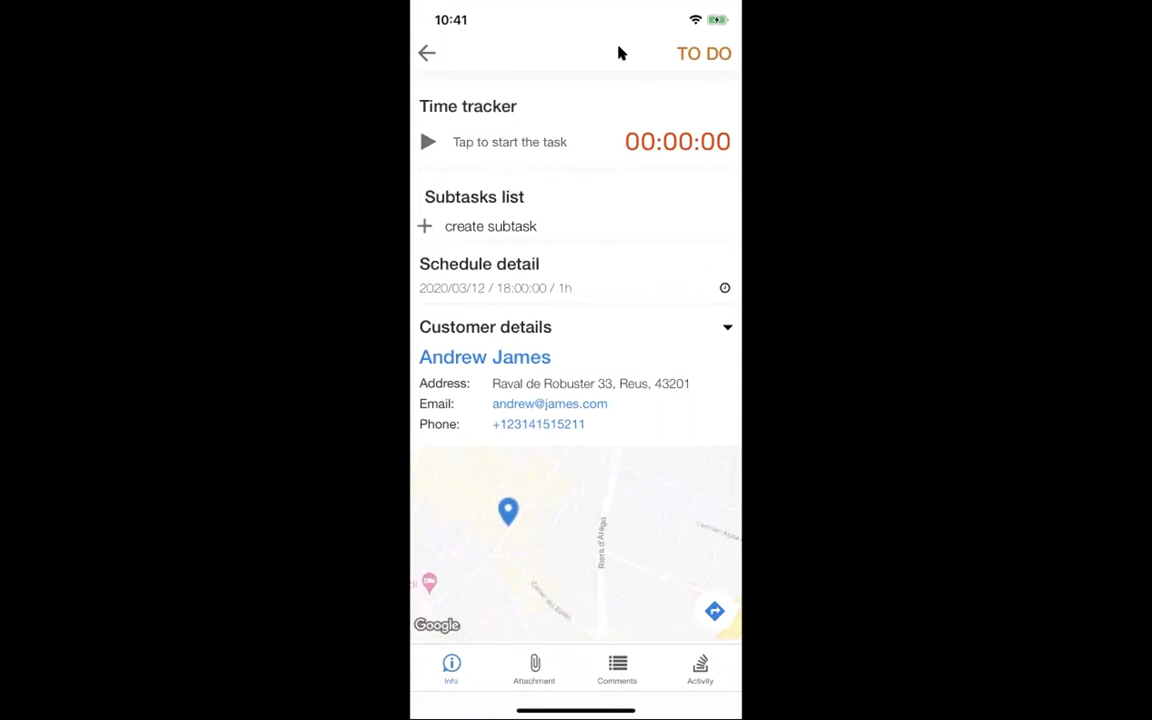 10:41
TO DO
Time tracker
Tap to start the task
00:00:00
Subtasks list
create subtask
Schedule detail
2020/03/12 / 18:00:00 / 1h
Customer details
Andrew James
Address: Raval de Robuster 33, Reus, 43201
Email: andrew@james.com
Phone: +123141515211
Riera d'Aragó
Google
Info
Attachment
Comments
Activity